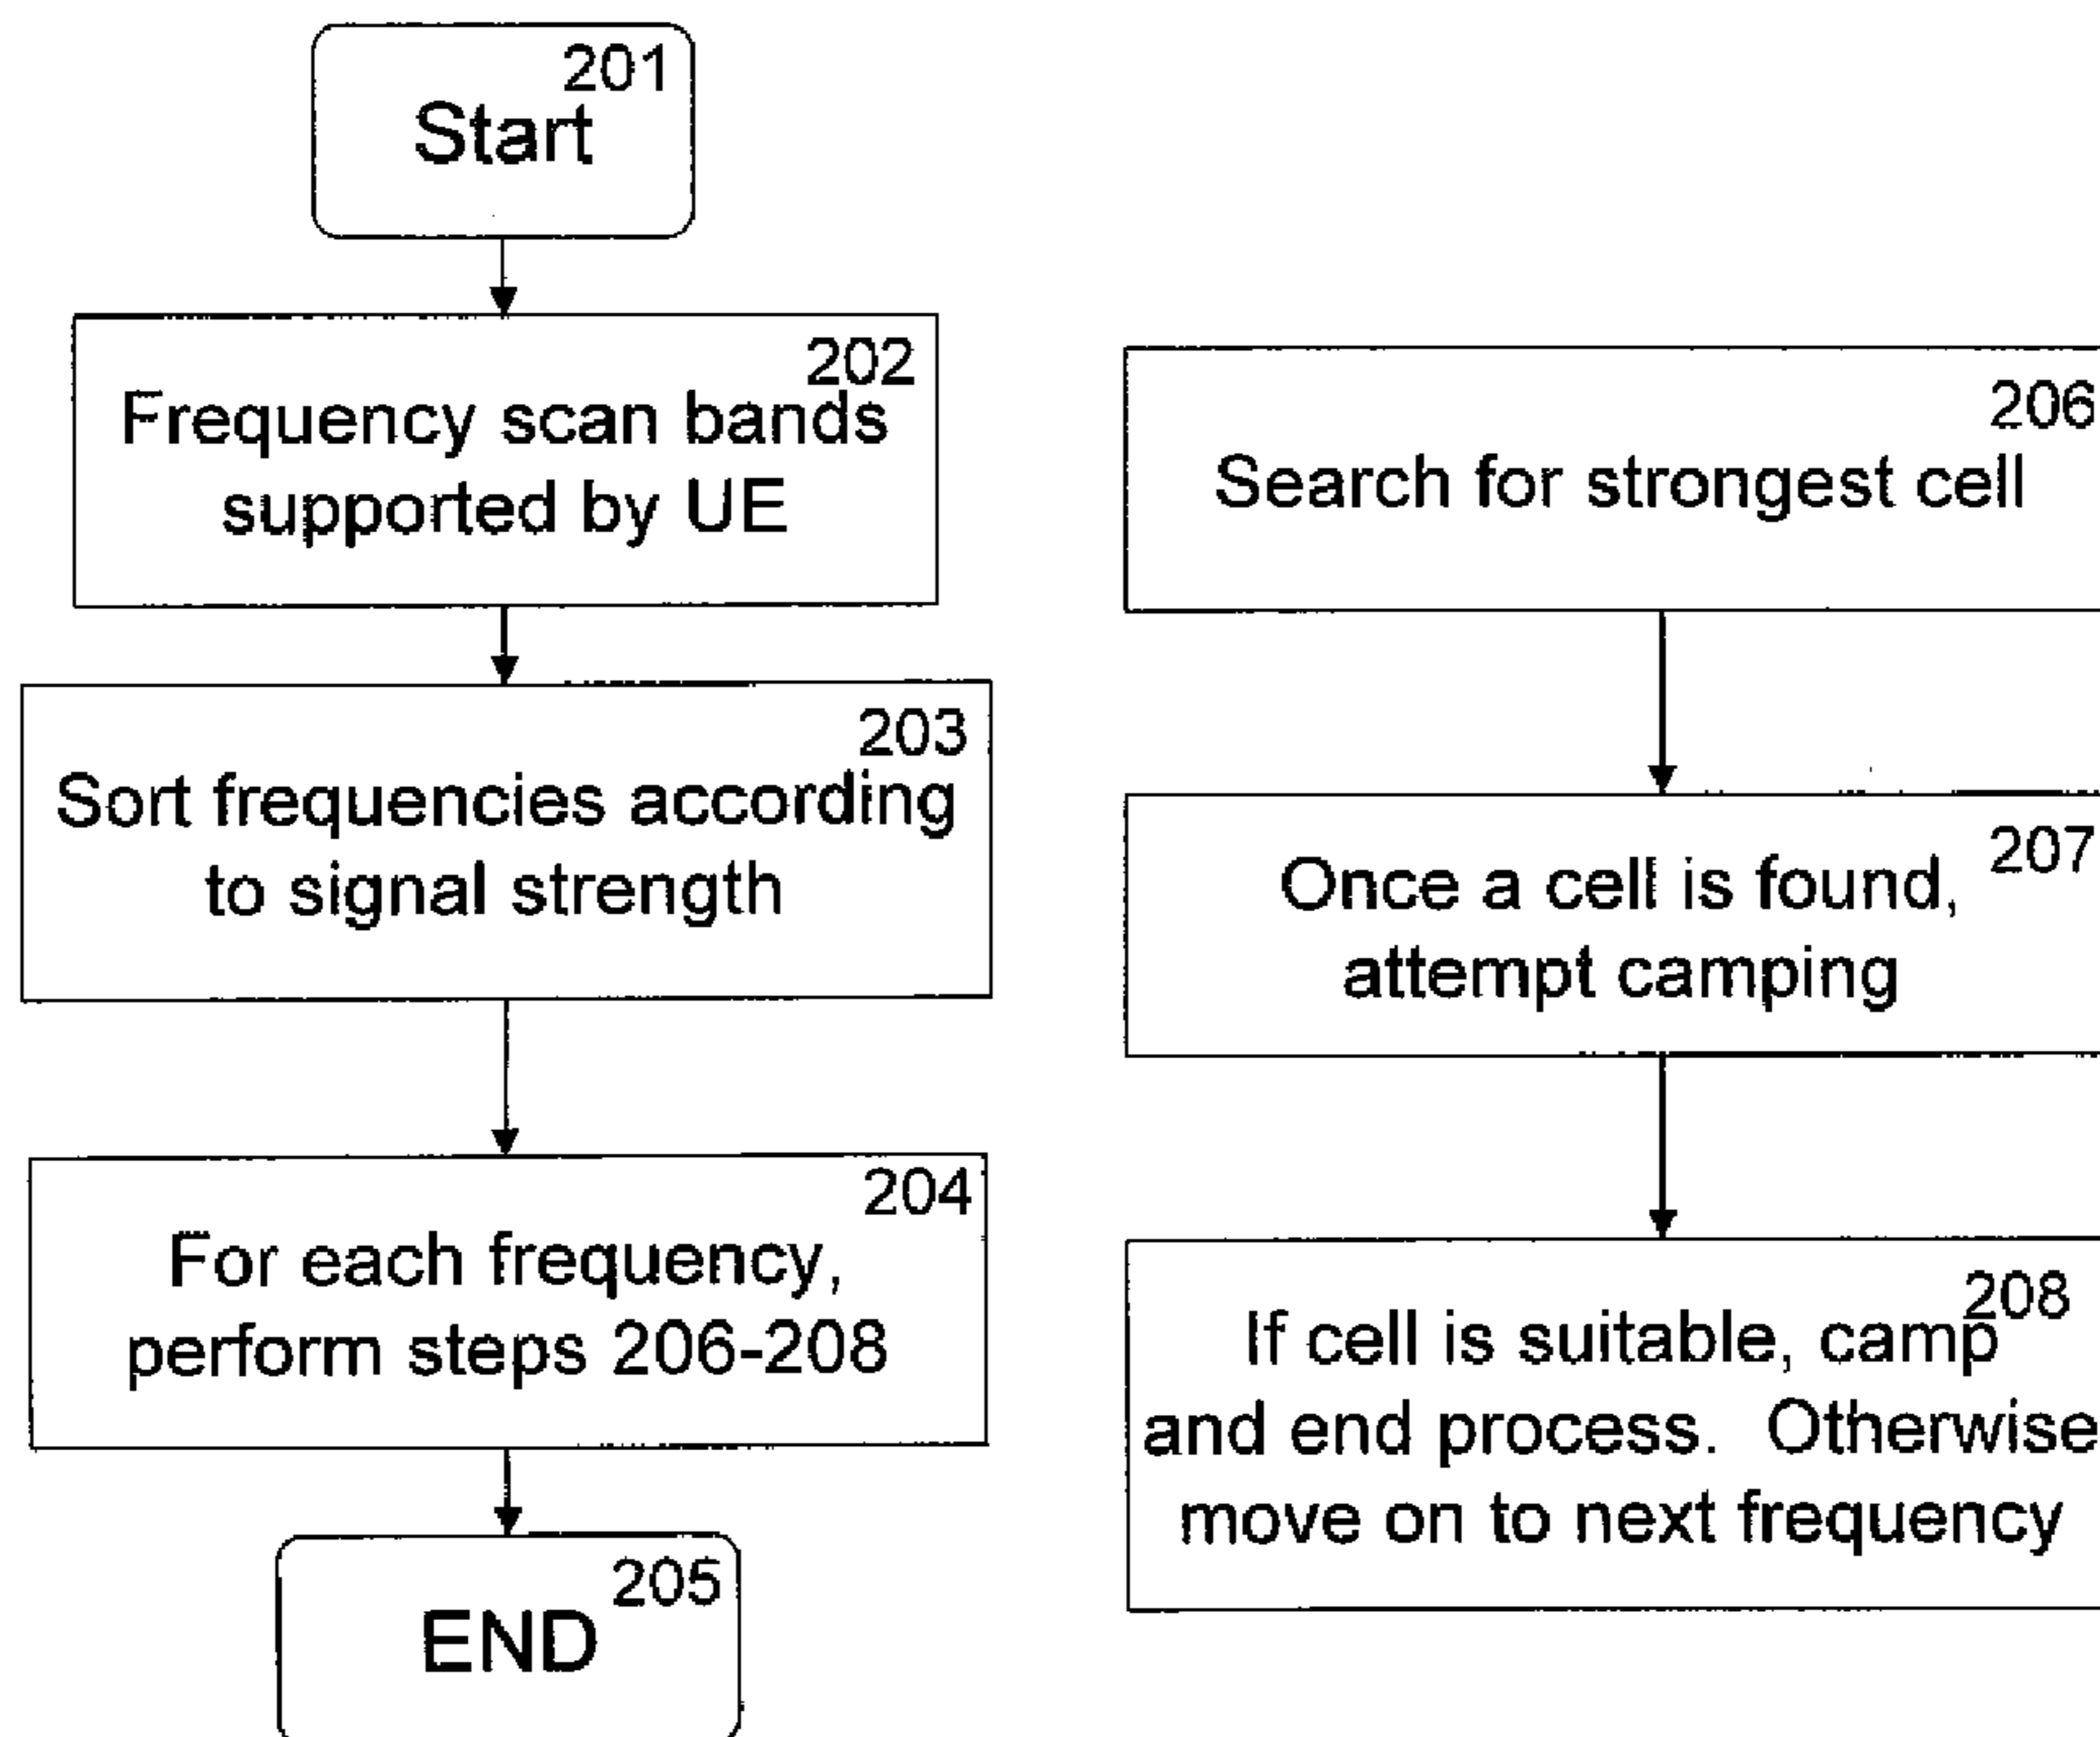 201
Start
202
Frequency scan bands
supported by UE
203
Sort frequencies according
to signal strength
204
For each frequency,
perform steps 206-208
205
END
206
Search for strongest cell
207
Once a cell is found,
attempt camping
208
If cell is suitable, camp
and end process. Otherwise
move on to next frequency